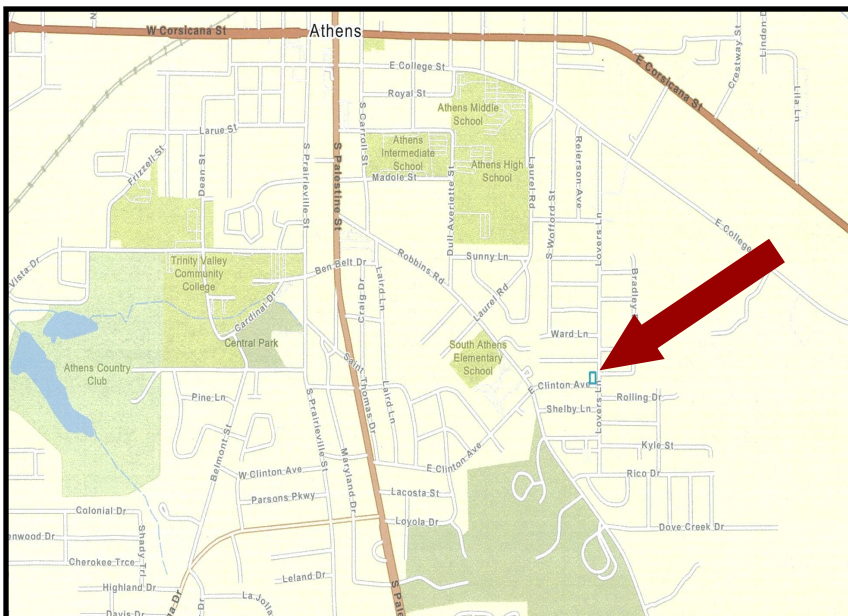 W Corsicana St
Athens
E Corsicana St
Crestway St
Lila Ln
E College St
Royal St
Athens Middle
School
Athens
Intermediate
School
Athens High
School
Madole St
S Carroll St
Larue St
Frizzell St
Dean St
S Prairieville St
S Palestine St
Dull Averiette St
Laurel Rd
Reierson Ave
S Wofford St
Lovers Ln
E College
Vista Dr
Trinity Valley
Community
College
Ben Belt Dr
Robbins Rd
Sunny Ln
Laurel Rd
Craig Dr
Laird Ln
Cardinal Dr
Central Park
Athens Country
Club
Saint Thomas Dr
South Athens
Elementary
School
Ward Ln
E Clinton Ave
Lovers Ln
Rolling Dr
Shelby Ln
Pine Ln
Belmont St
S Prairieville St
Laird Ln
Maryland Dr
Kyle St
W Clinton Ave
E Clinton Ave
Rico Dr
Parsons Pkwy
Lacosta St
Loyola Dr
Dove Creek Dr
Colonial Dr
enwood Dr
Shady Trl
Cherokee Trce
Highland Dr
Leland Dr
La Jolla
Davis Dr
S Pale